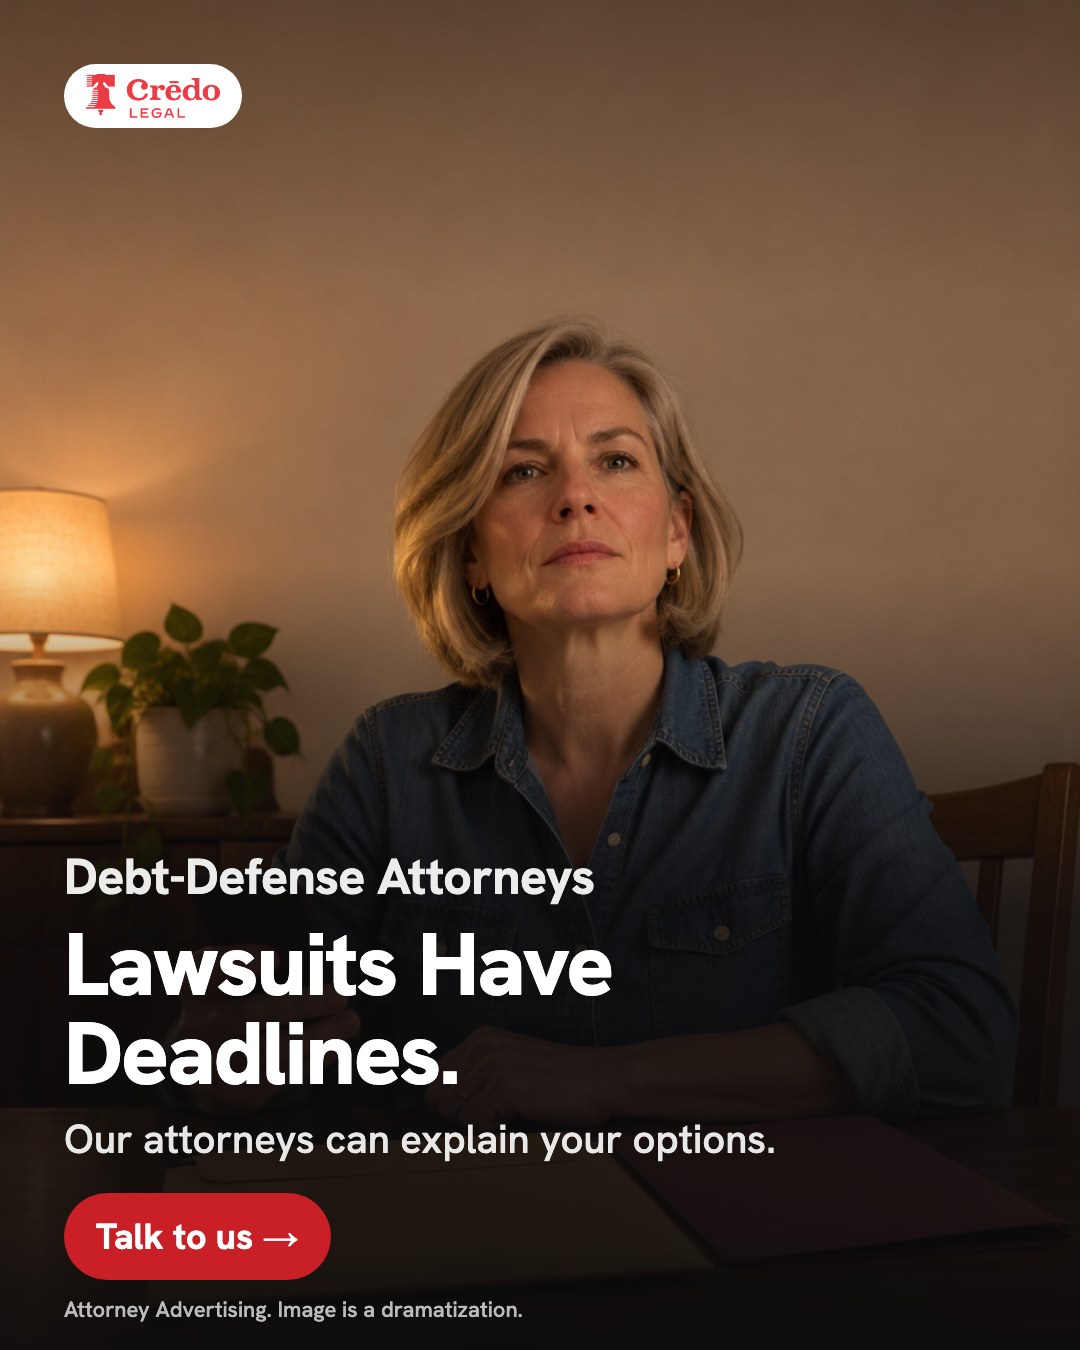 Crēdo
LEGAL
Debt-Defense Attorneys
Lawsuits Have
Deadlines.
Our attorneys can explain your options.
Talk to us →
Attorney Advertising. Image is a dramatization.